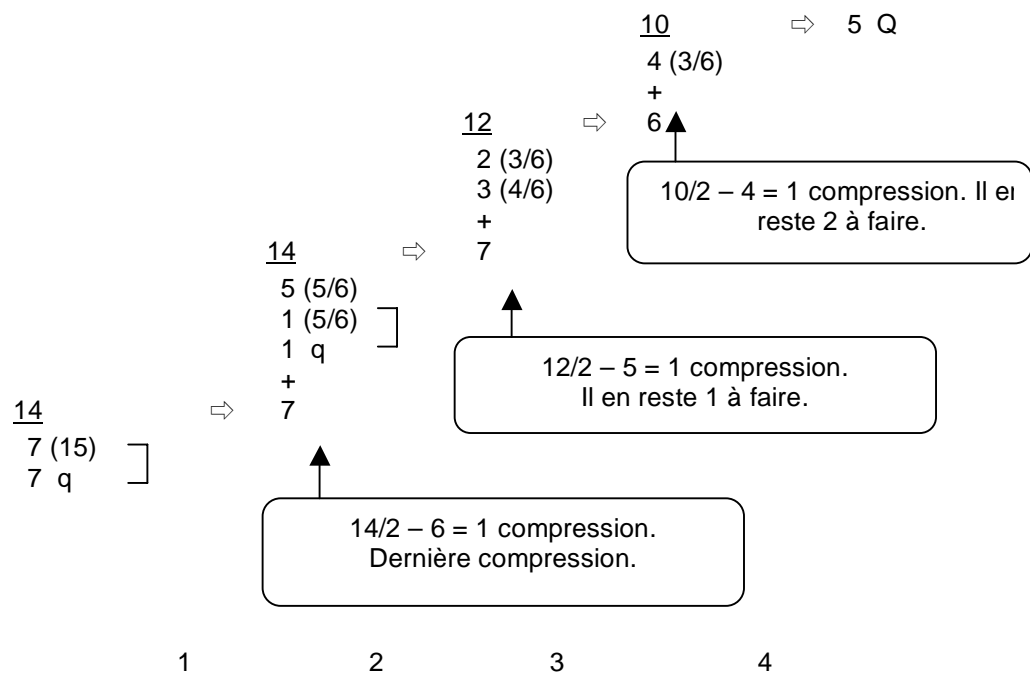 10 ⇨ 5 Q
4 (3/6)
+
12 ⇨ 6
2 (3/6)
3 (4/6)
+
14 ⇨ 7
5 (5/6)
1 (5/6)
1 q
+
14 ⇨ 7
7 (15)
7 q
10/2 – 4 = 1 compression. Il
reste 2 à faire.
12/2 – 5 = 1 compression.
Il en reste 1 à faire.
14/2 – 6 = 1 compression.
Dernière compression.
1 2 3 4